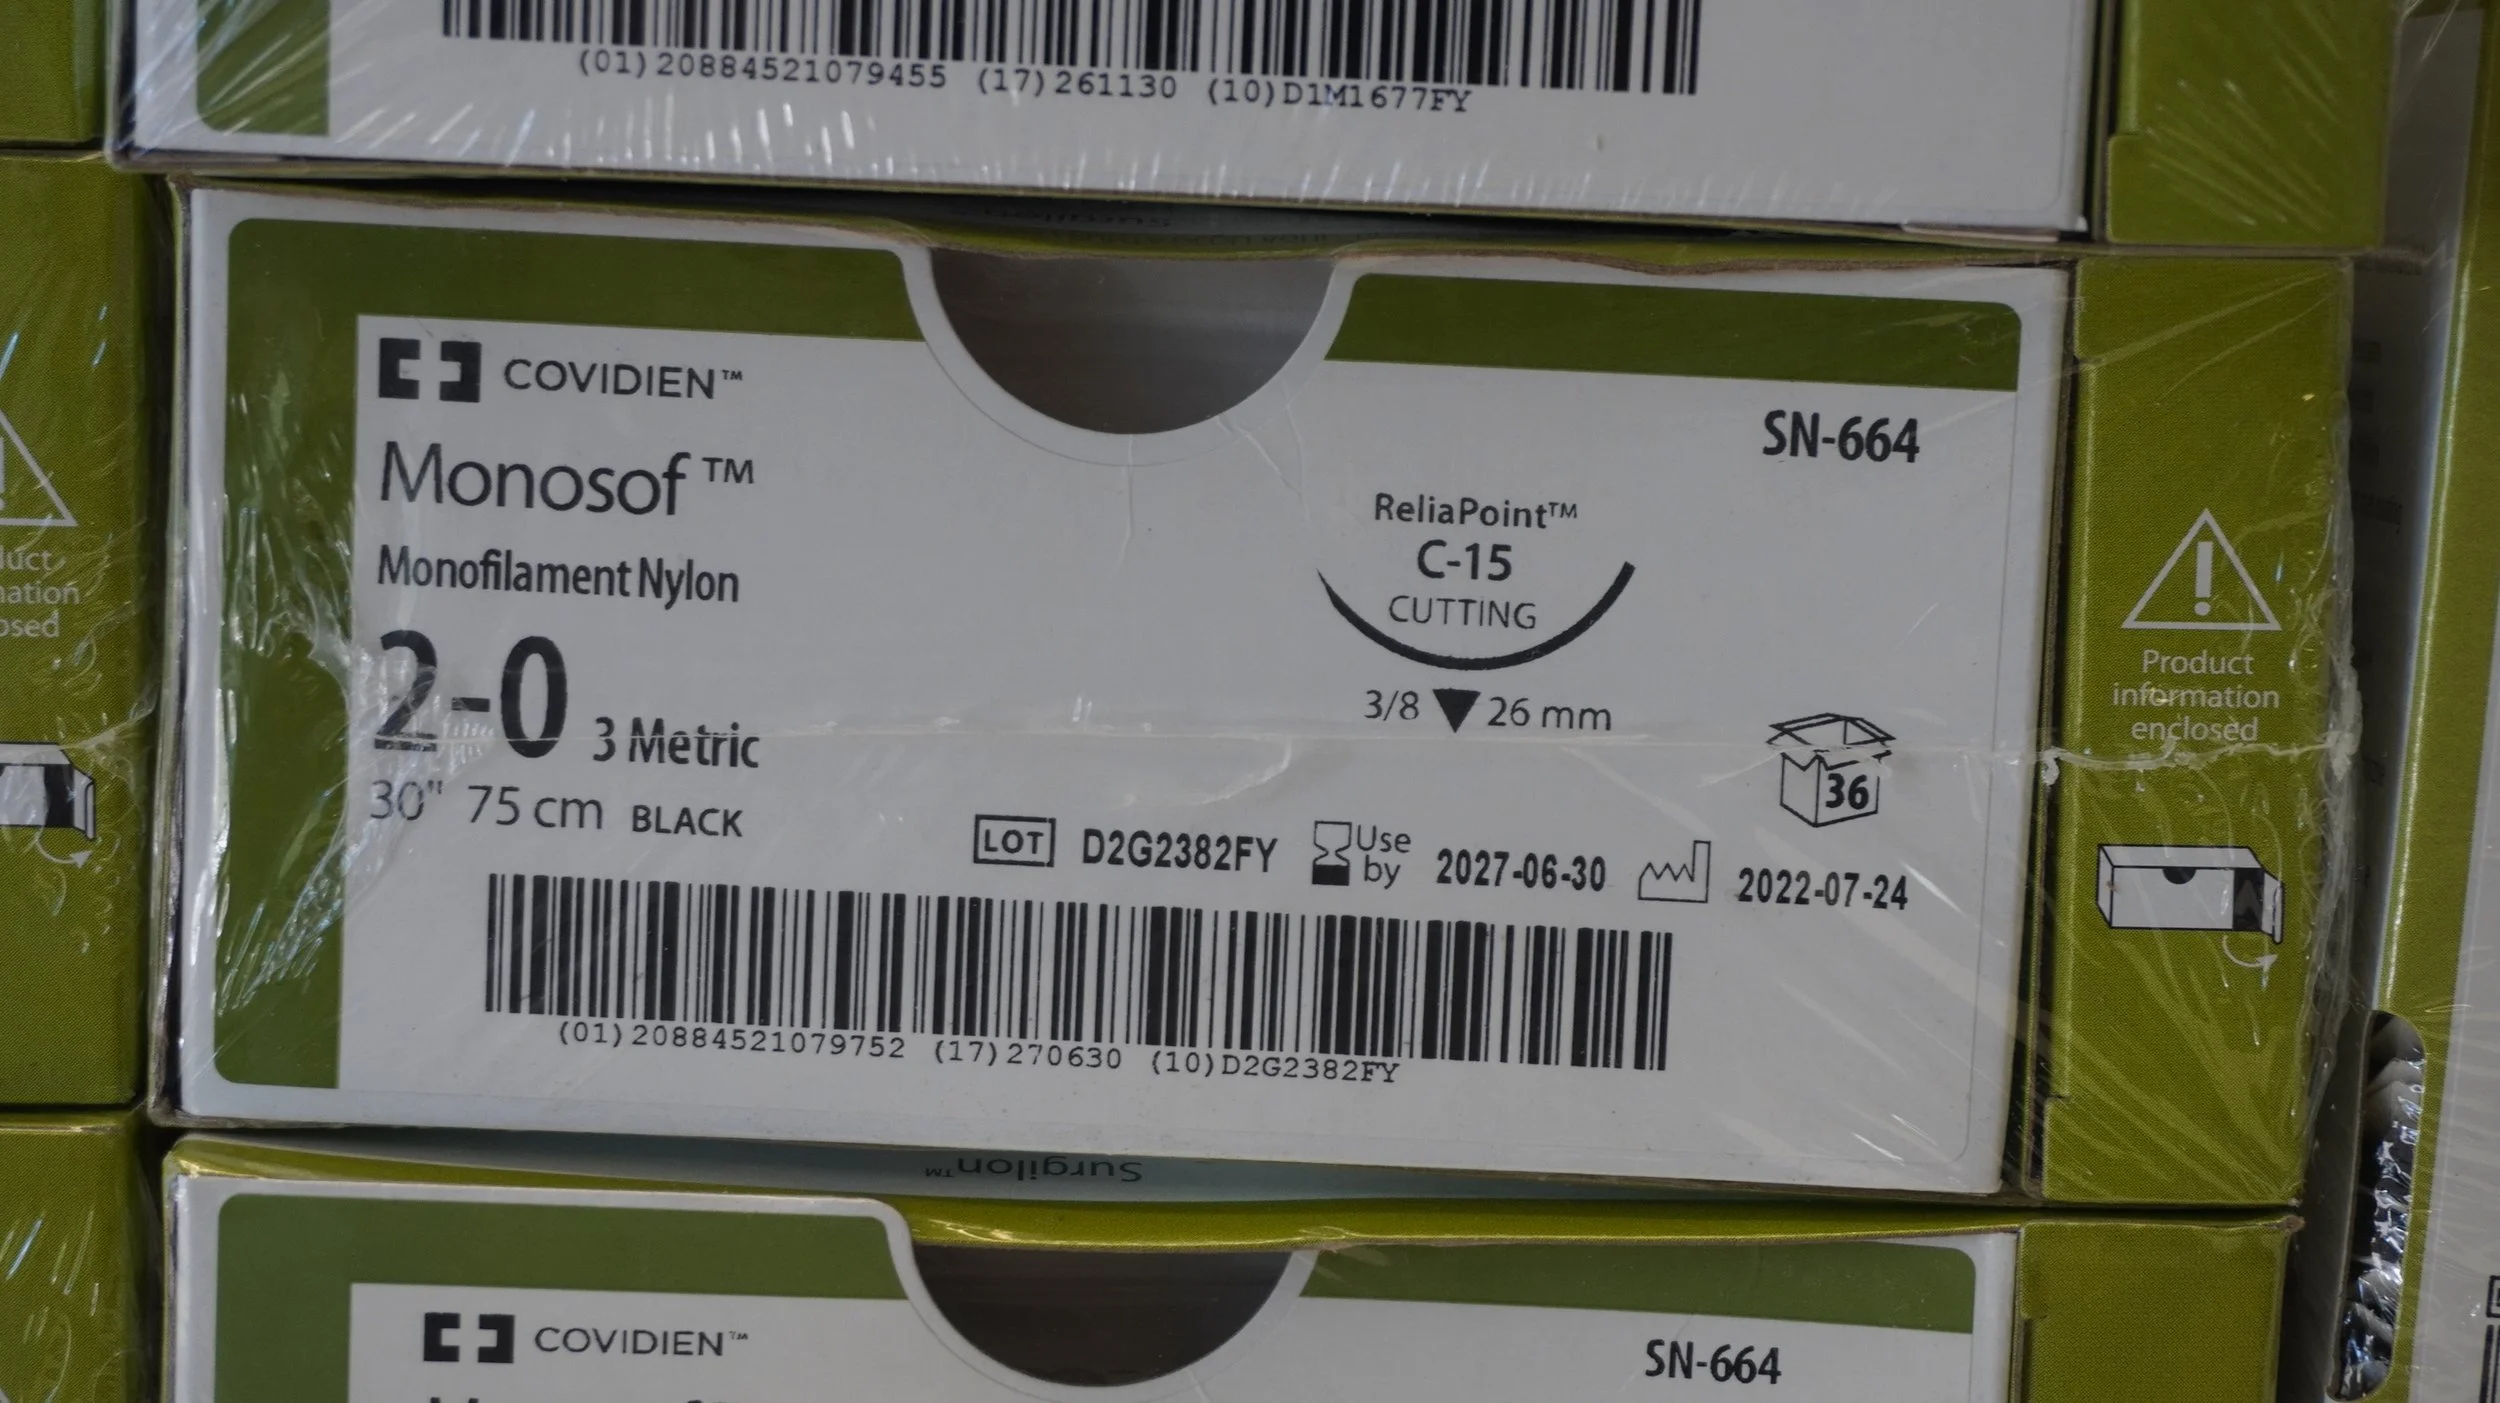 (01)20884521079455 (17)261130 (10)D1M1677FY
COVIDIEN™
Monosof™
Monofilament Nylon
2-0 3 Metric
30" 75 cm BLACK
SN-664
ReliaPoint™
C-15
CUTTING
3/8 26 mm
36
LOT D2G2382FY Use by 2027-06-30 2022-07-24
(01)20884521079752 (17)270630 (10)D2G2382FY
Product
information
enclosed
Surgilon™
COVIDIEN™
SN-664